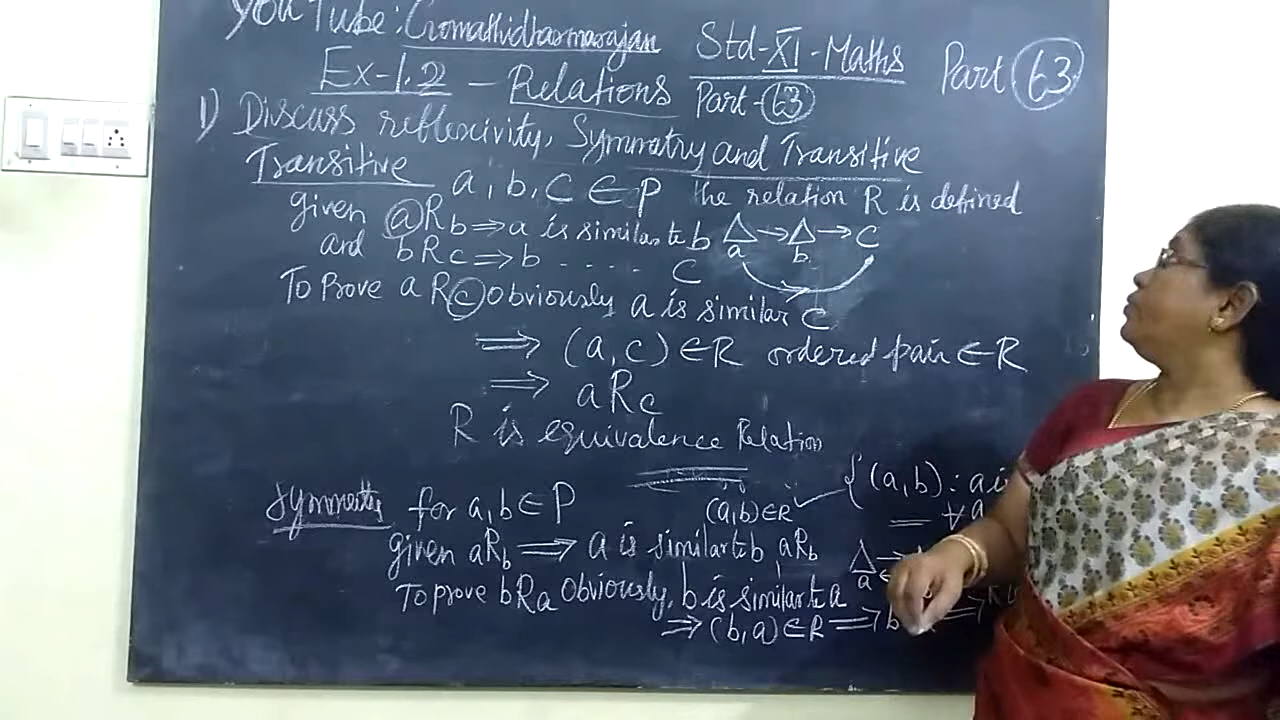 YouTube: Gomathidharmarajan Std-XI-Maths Part 63
Ex-1.2 - Relations Part-63
1) Discuss reflexivity, Symmetry and Transitive
Transitive a, b, c ∈ P the relation R is defined
given aRb ⇒ a is similar to b △ → △ → C
a b
and bRc ⇒ b ..... C
To Prove aRc Obviously a is similar C
⇒ (a, c) ∈ R ordered pair ∈ R
⇒ aRc
R is equivalence Relation
Symmetric for a, b ∈ P (a, b) ∈ R {(a, b) : a is
= ∀ a
given aRb ⇒ a is similar to b aRb △ →
a
To prove bRa Obviously, b is similar to a
⇒ (b, a) ∈ R ⇒ b ⇒ R